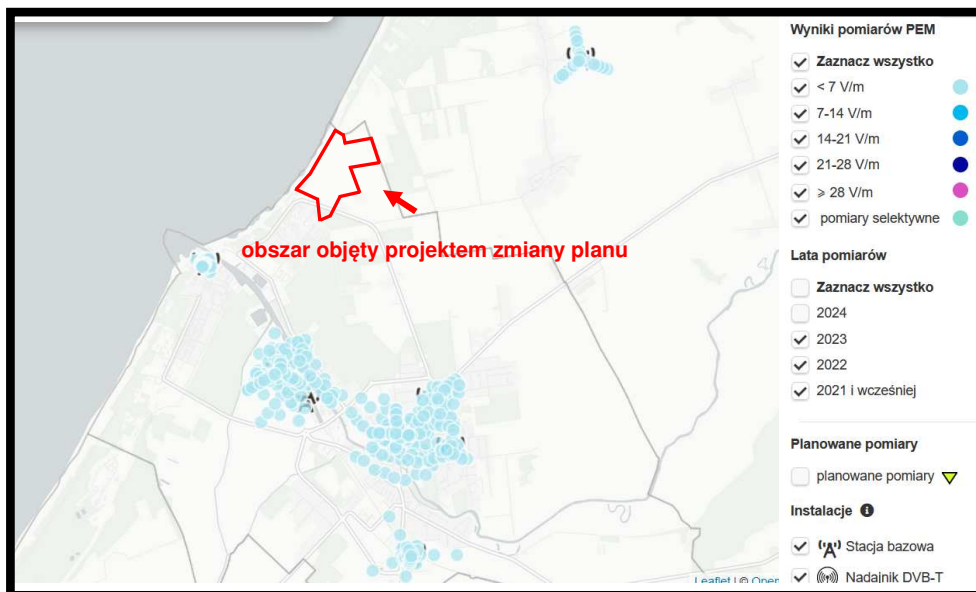 Wyniki pomiarów PEM
Zaznacz wszystko
< 7 V/m
7-14 V/m
14-21 V/m
21-28 V/m
⩾ 28 V/m
pomiary selektywne
Lata pomiarów
Zaznacz wszystko
2024
2023
2022
2021 i wcześniej
Planowane pomiary
planowane pomiary
Instalacje
Stacja bazowa
Nadajnik DVB-T
obszar objęty projektem zmiany planu
Leaflet | © Open